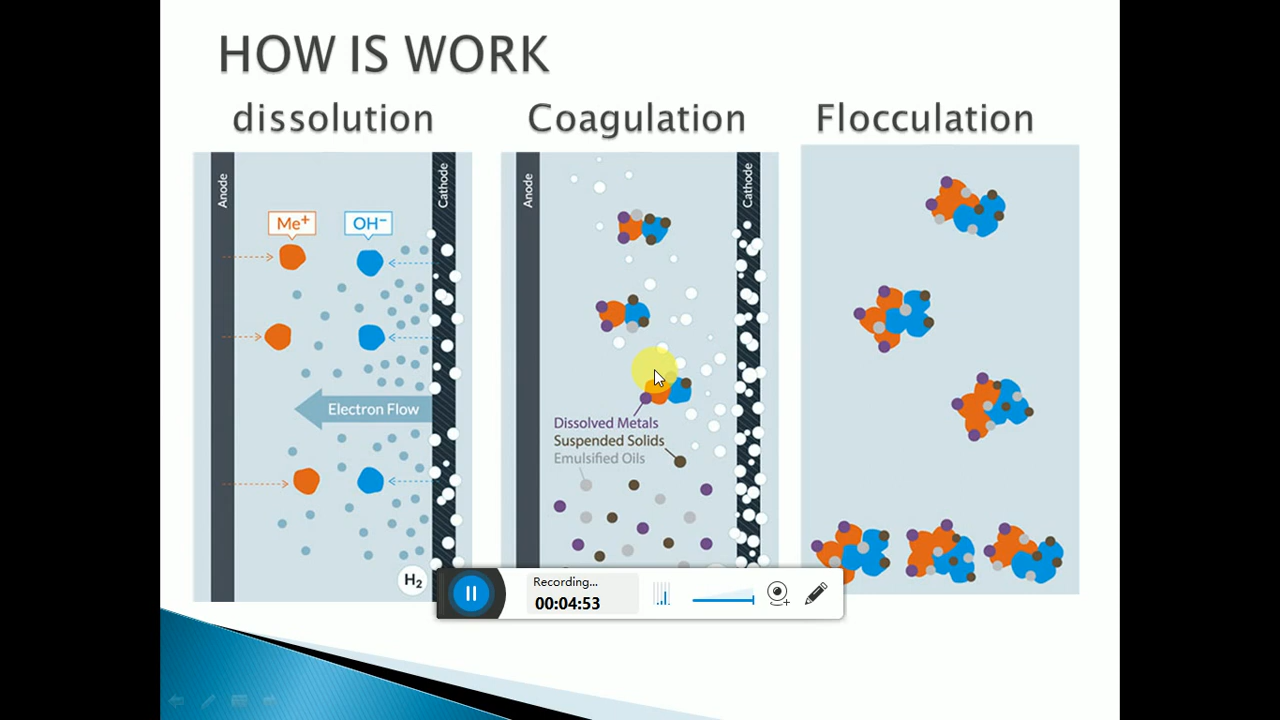 HOW IS WORK
dissolution
Coagulation
Flocculation
Anode
Me⁺
OH⁻
Cathode
Electron Flow
H₂
Anode
Cathode
Dissolved Metals
Suspended Solids
Emulsified Oils
Recording...
00:04:53